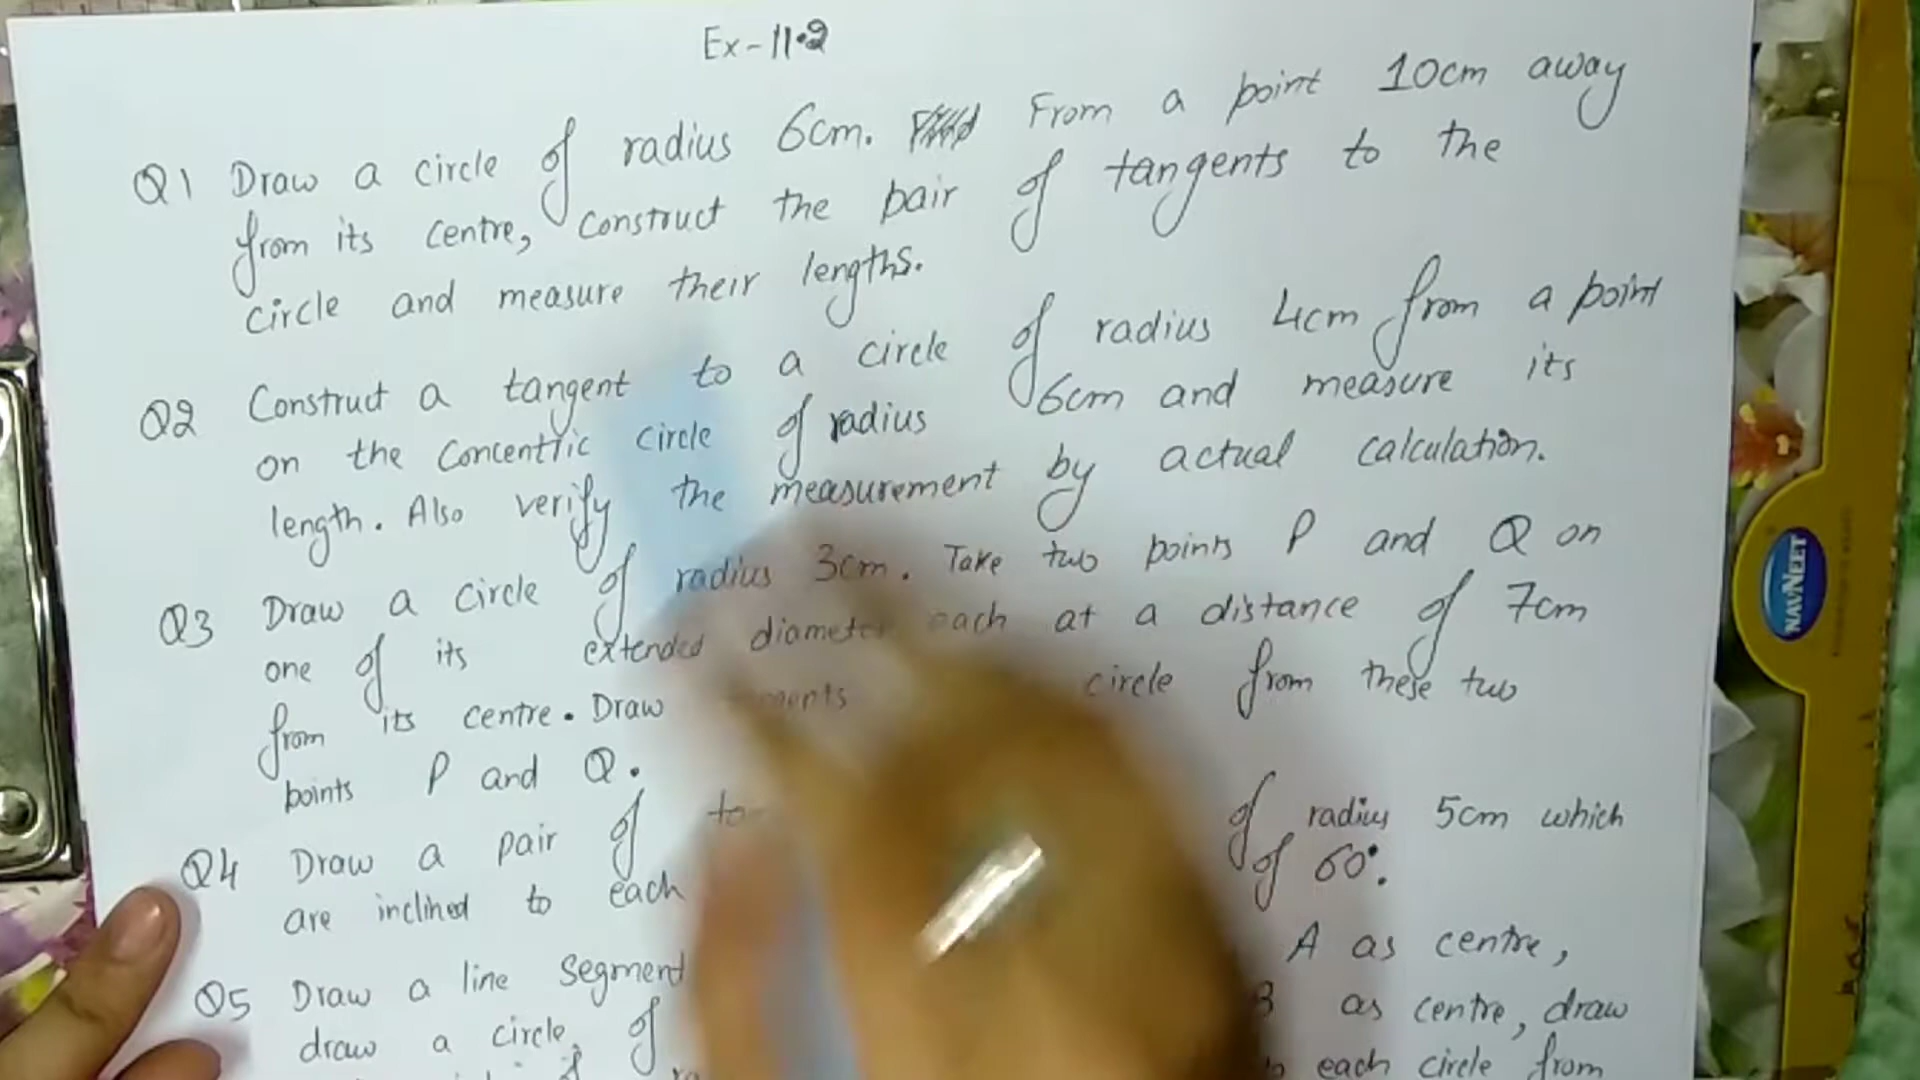 Ex-11.2
Q1 Draw a circle of radius 6cm. From a point 10cm away
from its centre, construct the pair of tangents to the
circle and measure their lengths.
Q2 Construct a tangent to a circle of radius 4cm from a point
on the concentric circle of radius 6cm and measure its
length. Also verify the measurement by actual calculation.
Q3 Draw a circle of radius 3cm. Take two points P and Q on
one of its extended diameter each at a distance of 7cm
from its centre. Draw circle from these two
points P and Q.
Q4 Draw a pair of of radius 5cm which
are inclined to each of 60°.
Q5 Draw a line segment A as centre,
draw a circle of B as centre, draw
each circle from
NAVNEET